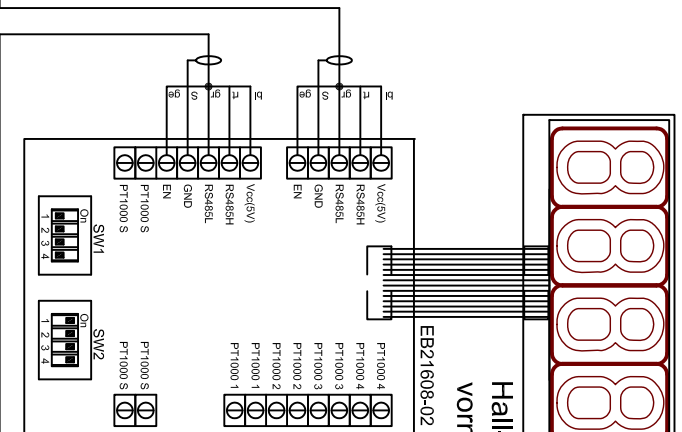 ge
S
gr
rt
bl
ge
S
gr
rt
bl
PT1000 S
PT1000 S
EN
GND
RS485L
RS485H
Vcc(5V)
EN
GND
RS485L
RS485H
Vcc(5V)
On
1 2 3 4
SW1
On
1 2 3 4
SW2
PT1000 S
PT1000 S
PT1000 1
PT1000 1
PT1000 2
PT1000 2
PT1000 3
PT1000 3
PT1000 4
PT1000 4
EB21608-02